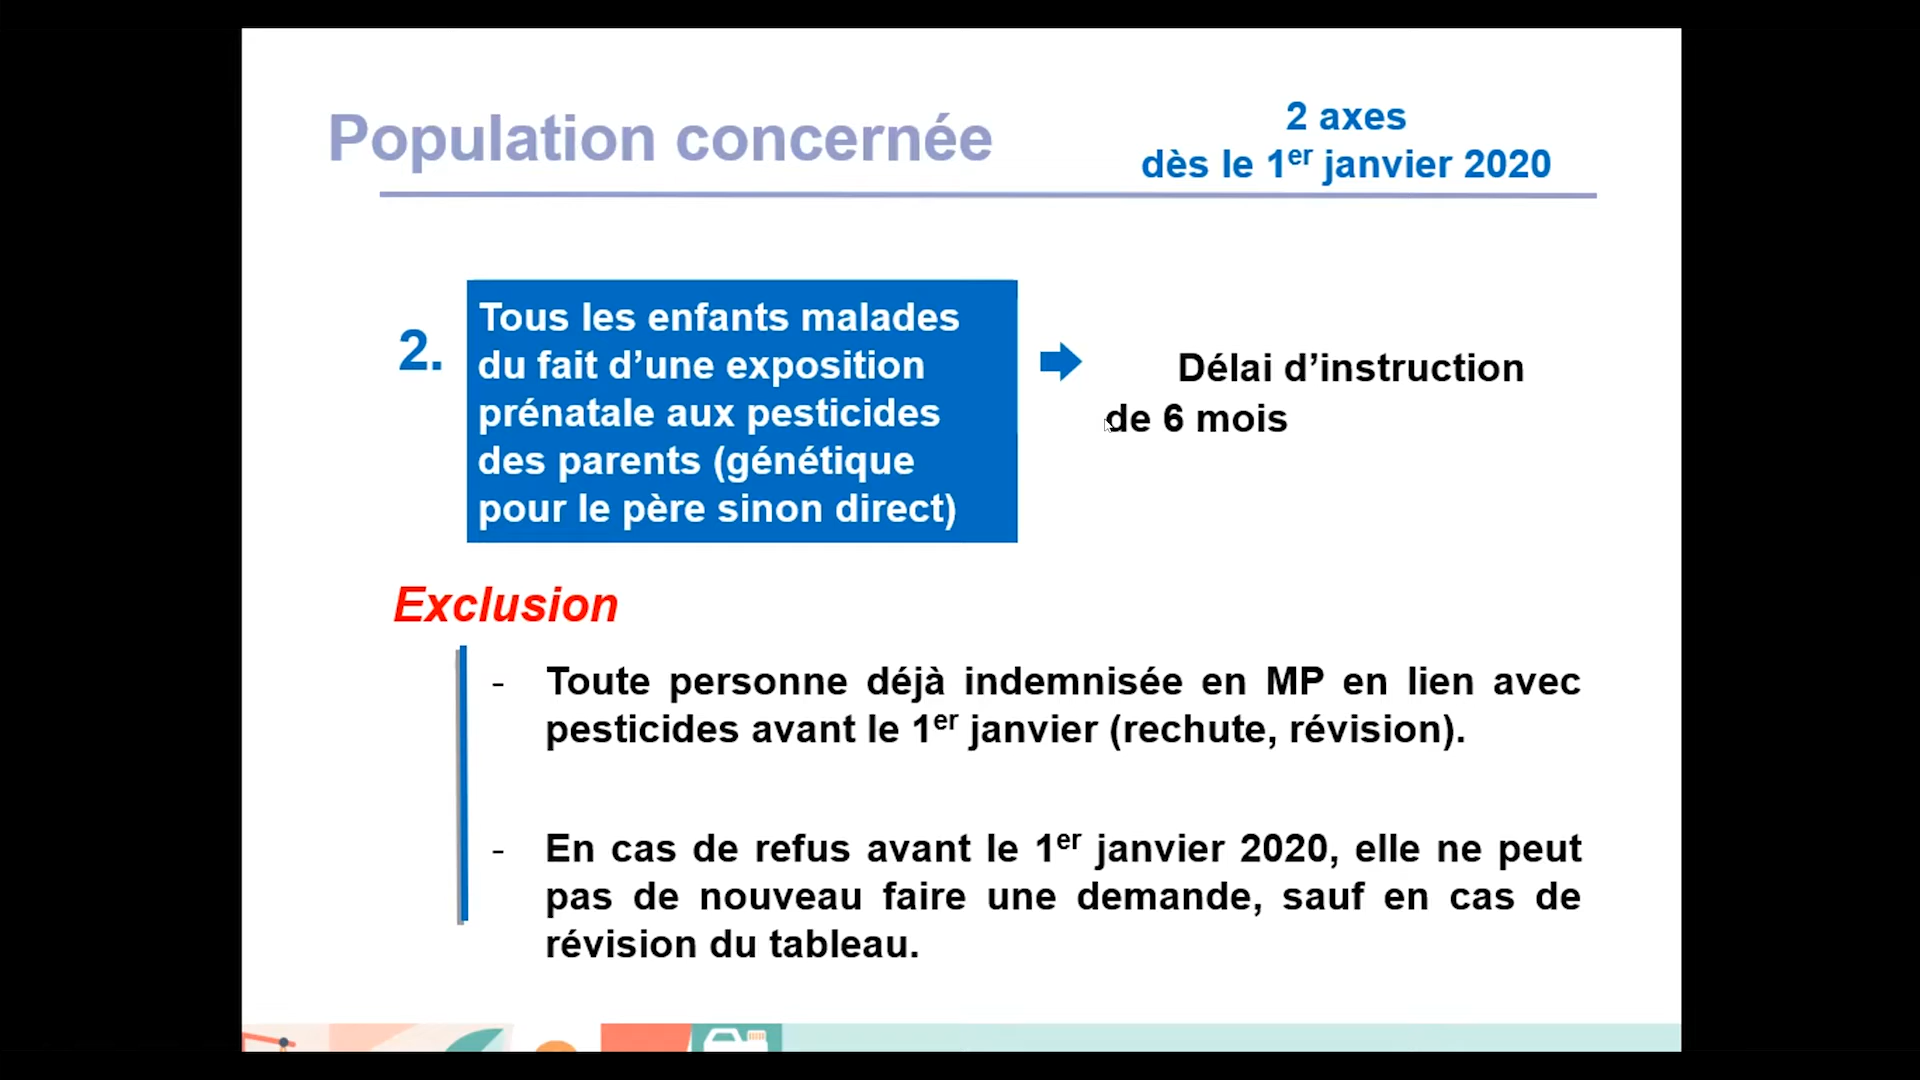 Population concernée
2 axes
dès le 1er janvier 2020
2.
Tous les enfants malades
du fait d’une exposition
prénatale aux pesticides
des parents (génétique
pour le père sinon direct)
Délai d’instruction
de 6 mois
Exclusion
- Toute personne déjà indemnisée en MP en lien avec
pesticides avant le 1er janvier (rechute, révision).
- En cas de refus avant le 1er janvier 2020, elle ne peut
pas de nouveau faire une demande, sauf en cas de
révision du tableau.